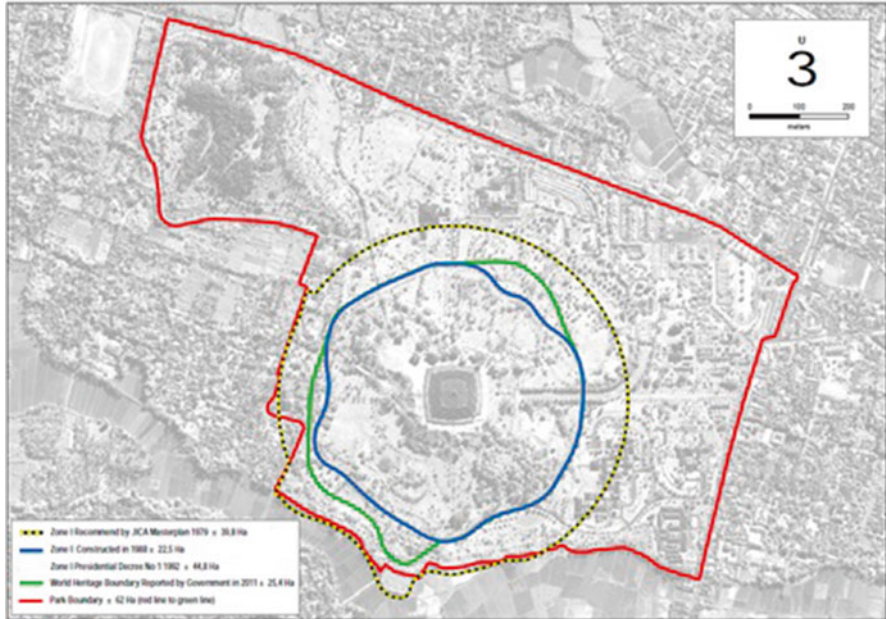 U
3
0 100 200
meters
Zone I Recommend by JICA Masterplan 1979 ± 39,8 Ha
Zone I Constructed in 1988 ± 22,5 Ha
Zone I Presidential Decree No 1 1992 ± 44,8 Ha
World Heritage Boundary Reported by Government in 2011 ± 25,4 Ha
Park Boundary ± 62 Ha (red line to green line)